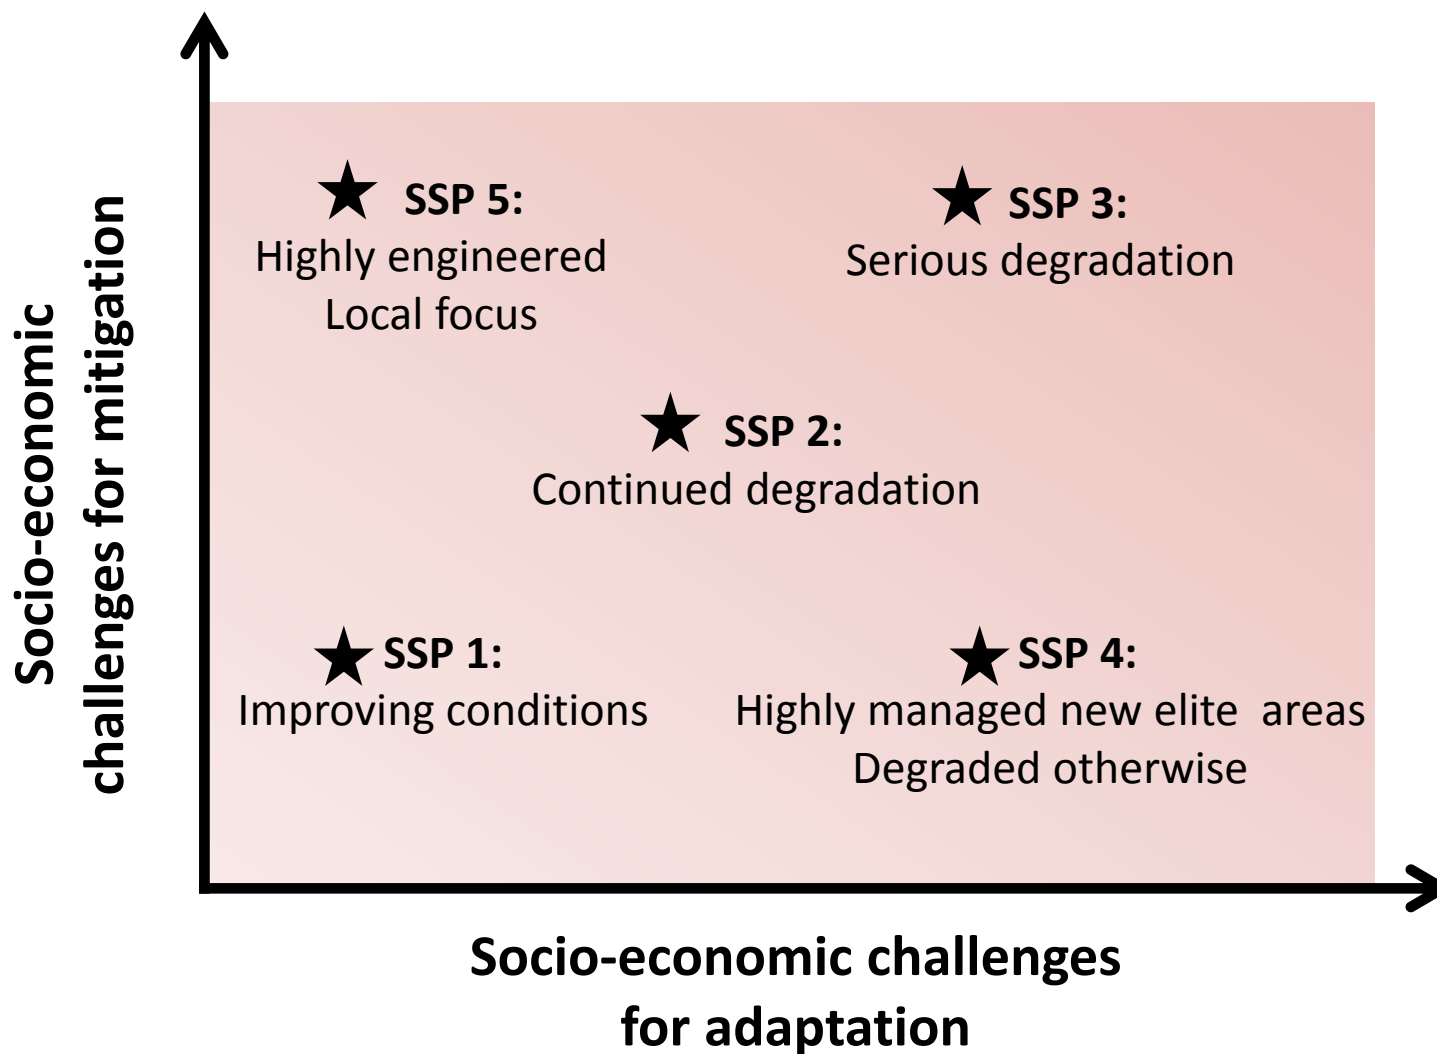 Socio-economic
challenges for mitigation
SSP 5:
Highly engineered
Local focus
SSP 3:
Serious degradation
SSP 2:
Continued degradation
SSP 1:
Improving conditions
SSP 4:
Highly managed new elite  areas
Degraded otherwise
Socio-economic challenges
for adaptation